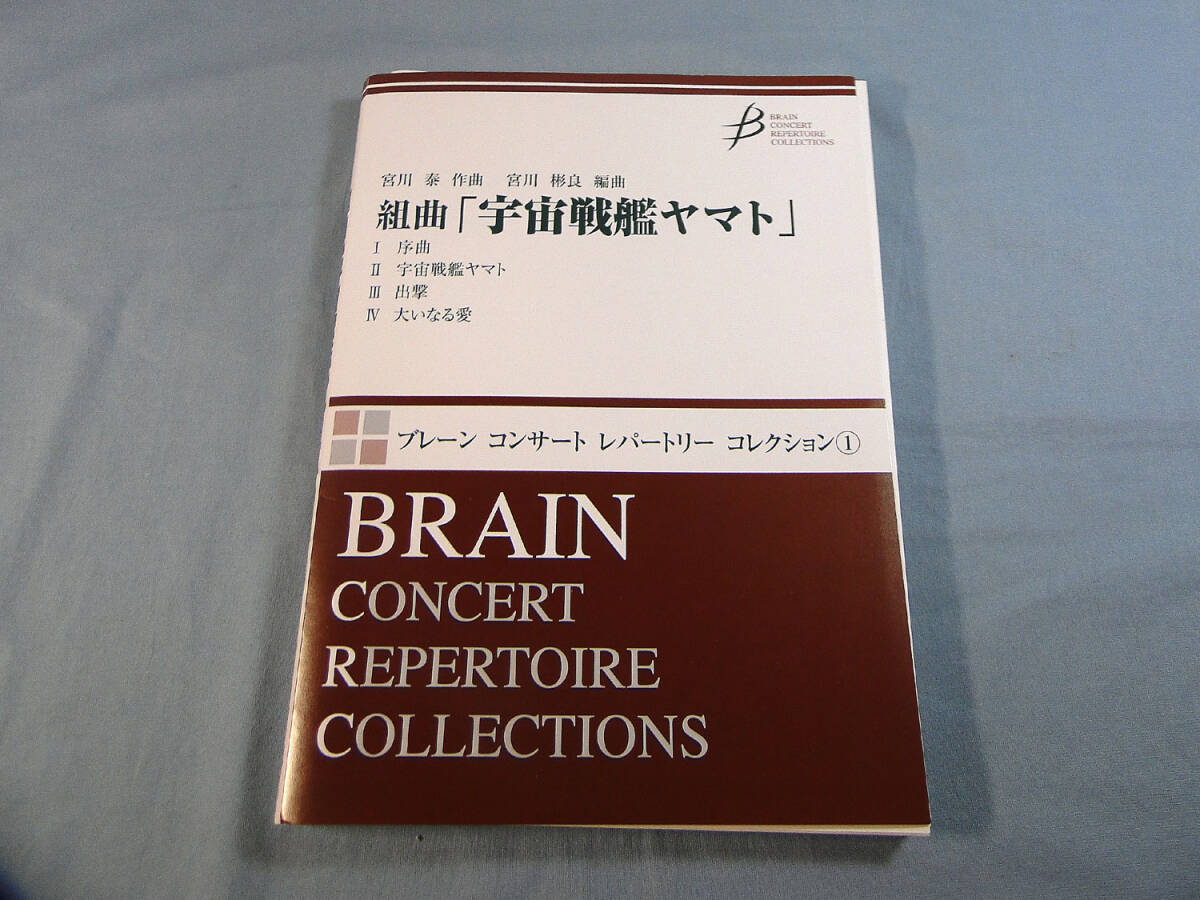 BRAIN
CONCERT
REPERTOIRE
COLLECTIONS
宮川 泰 作曲 宮川 彬良 編曲
組曲「宇宙戦艦ヤマト」
Ⅰ 序曲
Ⅱ 宇宙戦艦ヤマト
Ⅲ 出撃
Ⅳ 大いなる愛
ブレーン コンサート レパートリー コレクション①
BRAIN
CONCERT
REPERTOIRE
COLLECTIONS